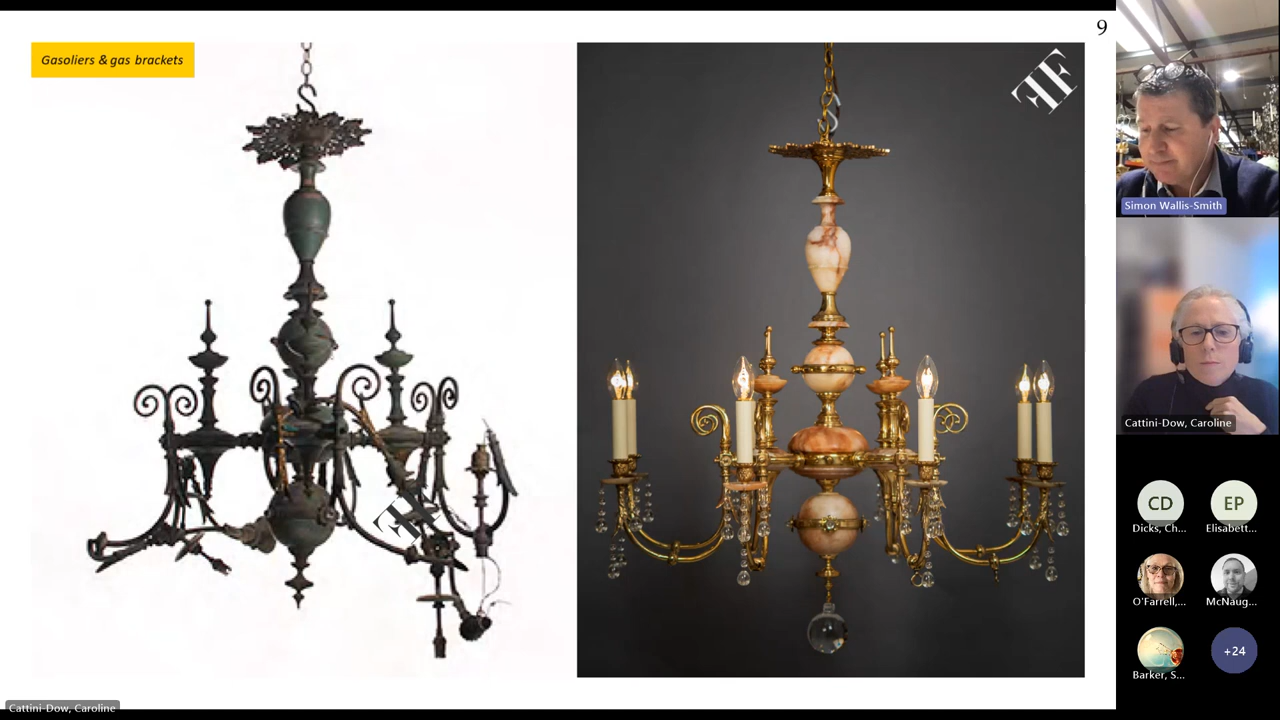 9
Gasoliers & gas brackets
Simon Wallis-Smith
Cattini-Dow, Caroline
CD
EP
Dicks, Ch...
Elisabett...
O'Farrell,...
McNaug...
Barker, S...
+24
Cattini-Dow, Caroline